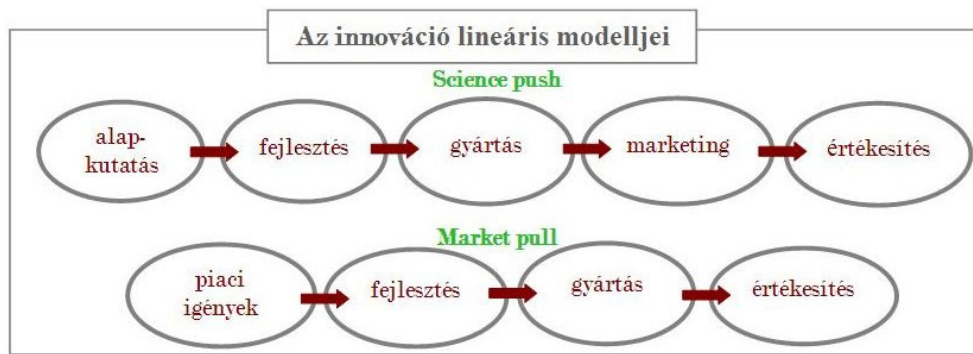 Az innováció lineáris modelljei
Science push
alap-
kutatás
fejlesztés
gyártás
marketing
értékesítés
Market pull
piaci
igények
fejlesztés
gyártás
értékesítés